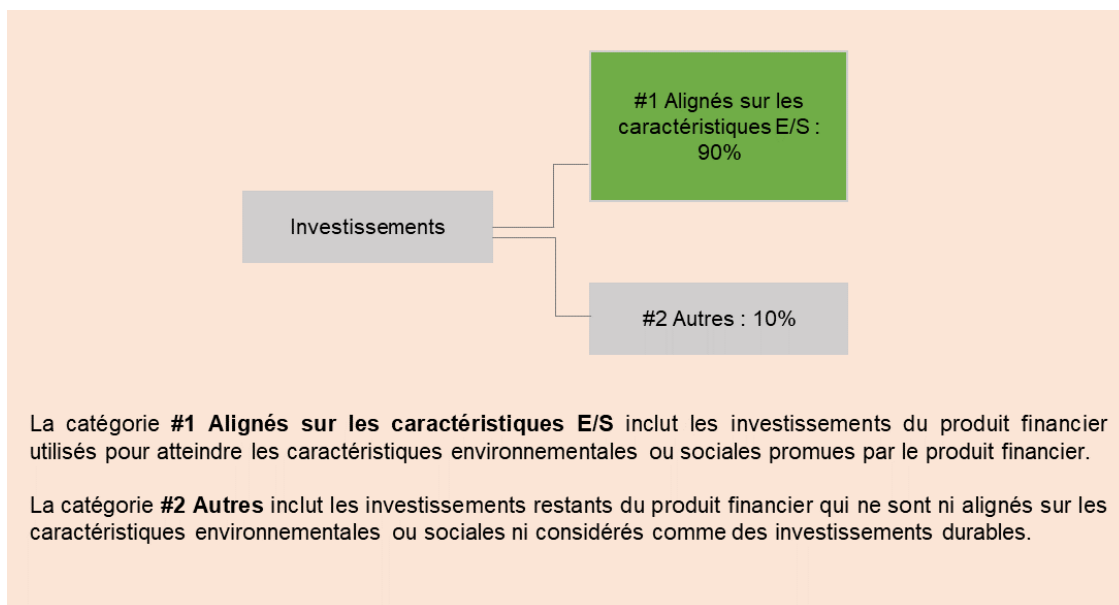 #1 Alignés sur les
caractéristiques E/S :
90%
Investissements
#2 Autres : 10%
La catégorie #1 Alignés sur les caractéristiques E/S inclut les investissements du produit financier
utilisés pour atteindre les caractéristiques environnementales ou sociales promues par le produit financier.
La catégorie #2 Autres inclut les investissements restants du produit financier qui ne sont ni alignés sur les
caractéristiques environnementales ou sociales ni considérés comme des investissements durables.